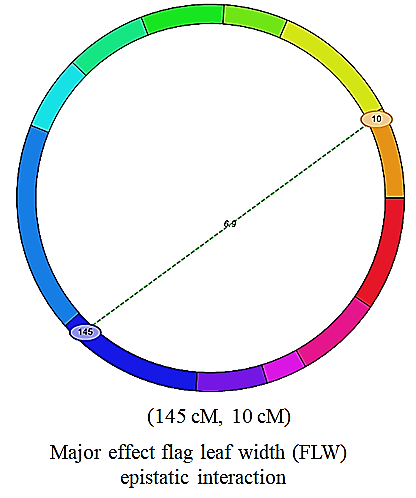 10
6.9
145
(145 cM, 10 cM)
Major effect flag leaf width (FLW)
epistatic interaction